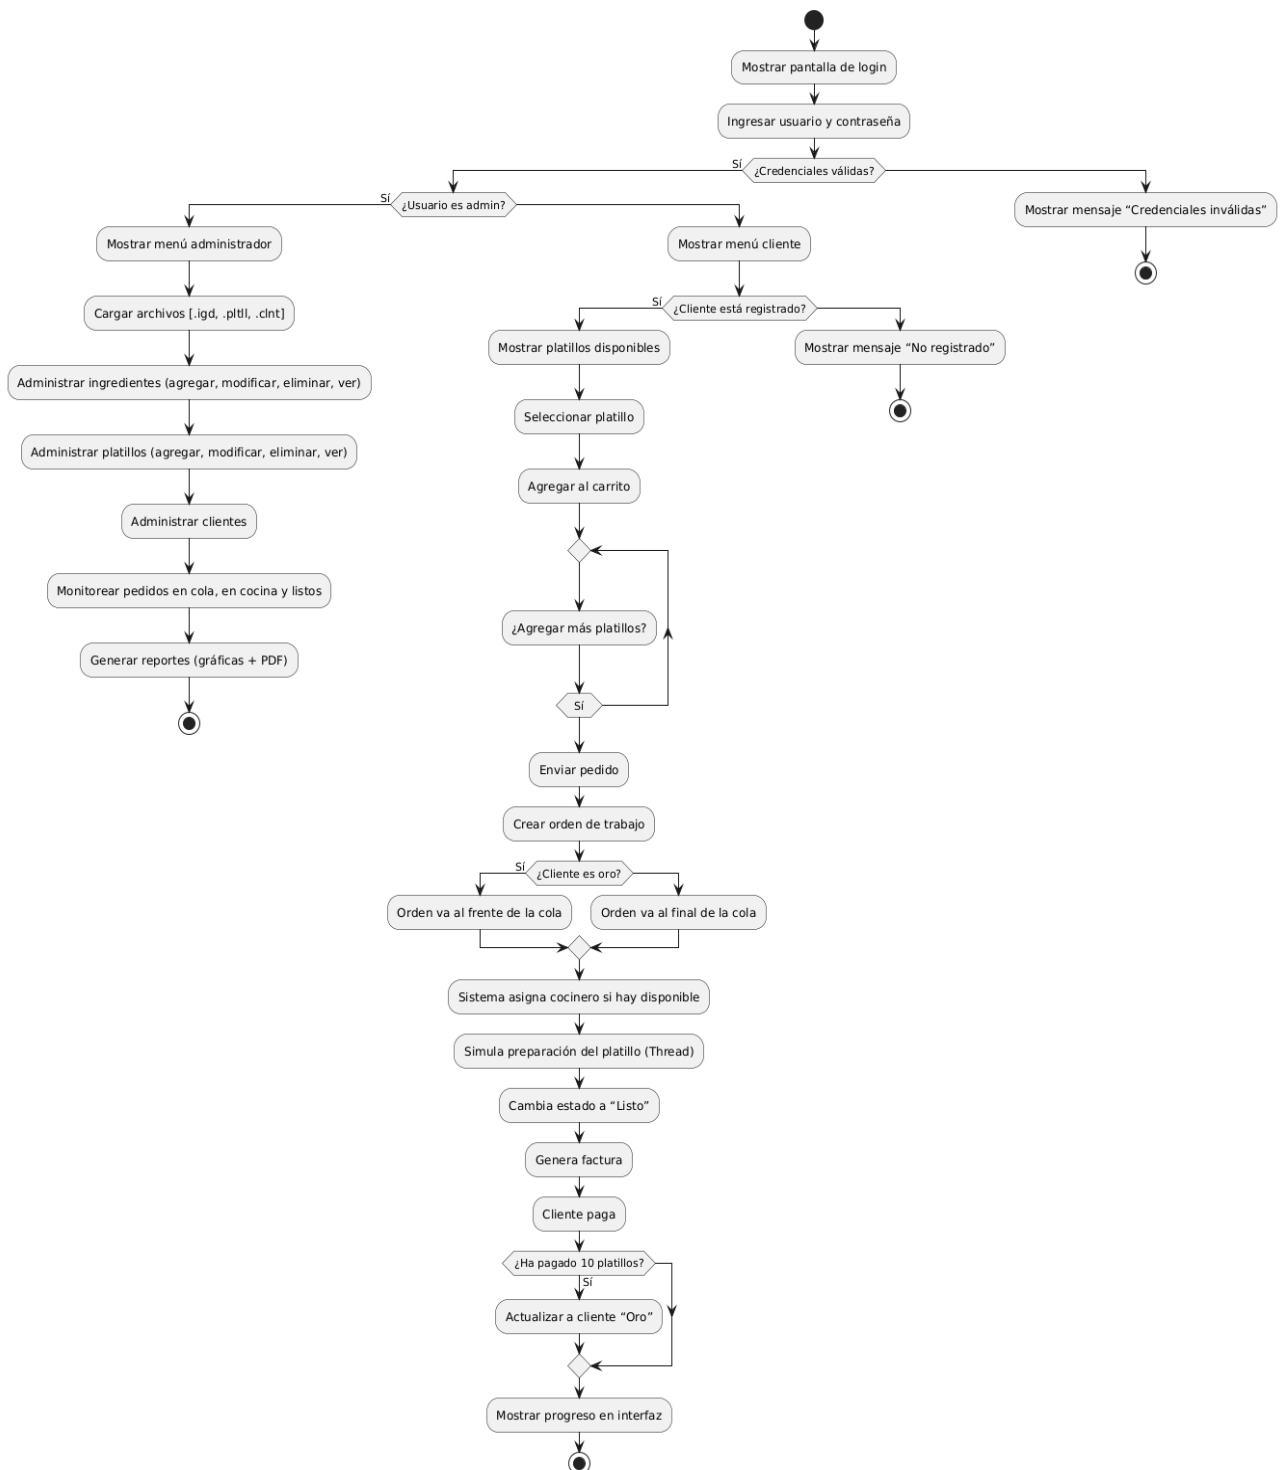 Mostrar pantalla de login
Ingresar usuario y contraseña
Sí
¿Credenciales válidas?
Sí
¿Usuario es admin?
Mostrar mensaje “Credenciales inválidas”
Mostrar menú administrador
Mostrar menú cliente
Cargar archivos [.igd, .pltll, .clnt]
Sí
¿Cliente está registrado?
Mostrar platillos disponibles
Mostrar mensaje “No registrado”
Administrar ingredientes (agregar, modificar, eliminar, ver)
Seleccionar platillo
Administrar platillos (agregar, modificar, eliminar, ver)
Agregar al carrito
Administrar clientes
Monitorear pedidos en cola, en cocina y listos
¿Agregar más platillos?
Generar reportes (gráficas + PDF)
Sí
Enviar pedido
Crear orden de trabajo
Sí
¿Cliente es oro?
Orden va al frente de la cola
Orden va al final de la cola
Sistema asigna cocinero si hay disponible
Simula preparación del platillo (Thread)
Cambia estado a “Listo”
Genera factura
Cliente paga
¿Ha pagado 10 platillos?
Sí
Actualizar a cliente “Oro”
Mostrar progreso en interfaz